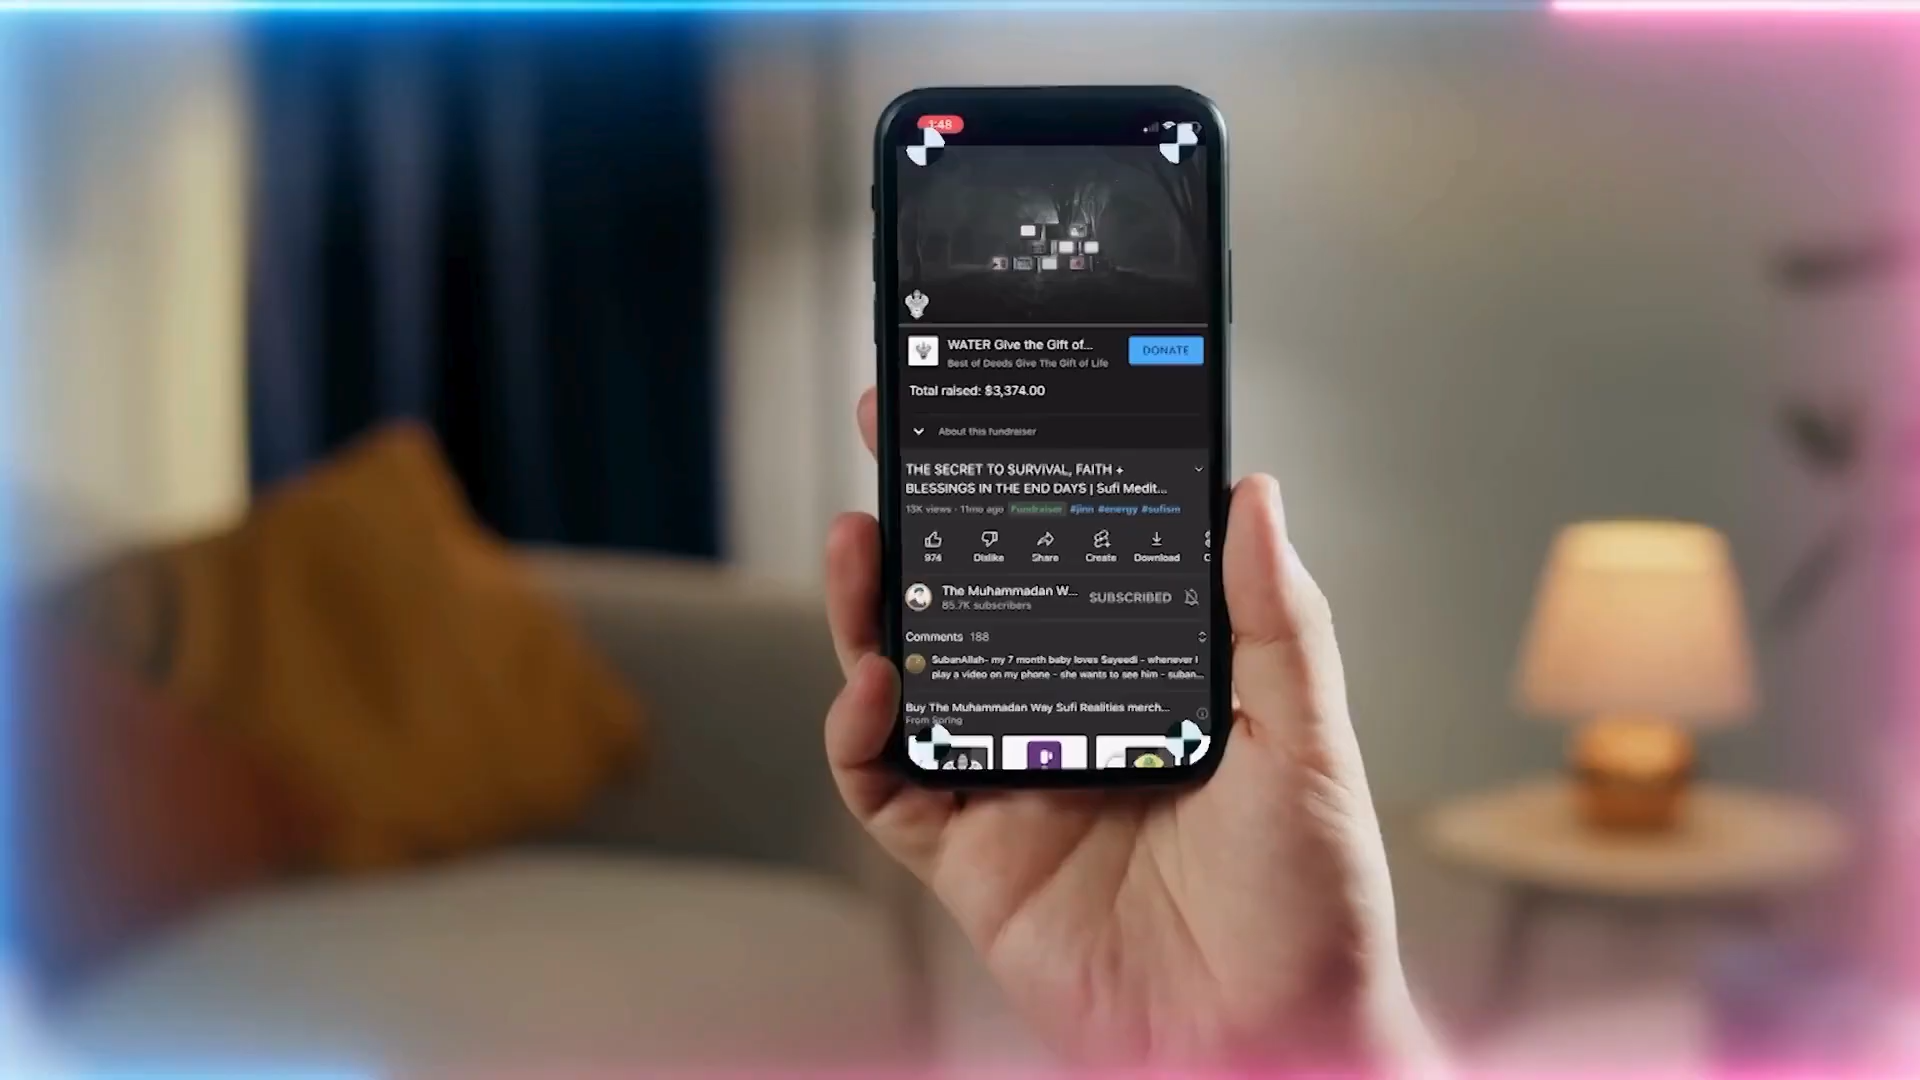 1:48
WATER Give the Gift of...
Best of Deeds Give The Gift of Life
DONATE
Total raised: $3,374.00
About this fundraiser
THE SECRET TO SURVIVAL, FAITH +
BLESSINGS IN THE END DAYS | Sufi Medit...
13K views · 11mo ago Fundraiser #jinn #energy #sufism
974 Dislike Share Create Download
The Muhammadan W...
85.7K subscribers
SUBSCRIBED
Comments 188
SubanAllah- my 7 month baby loves Sayeedi - whenever I
play a video on my phone - she wants to see him - suban...
Buy The Muhammadan Way Sufi Realities merch...
From Spring